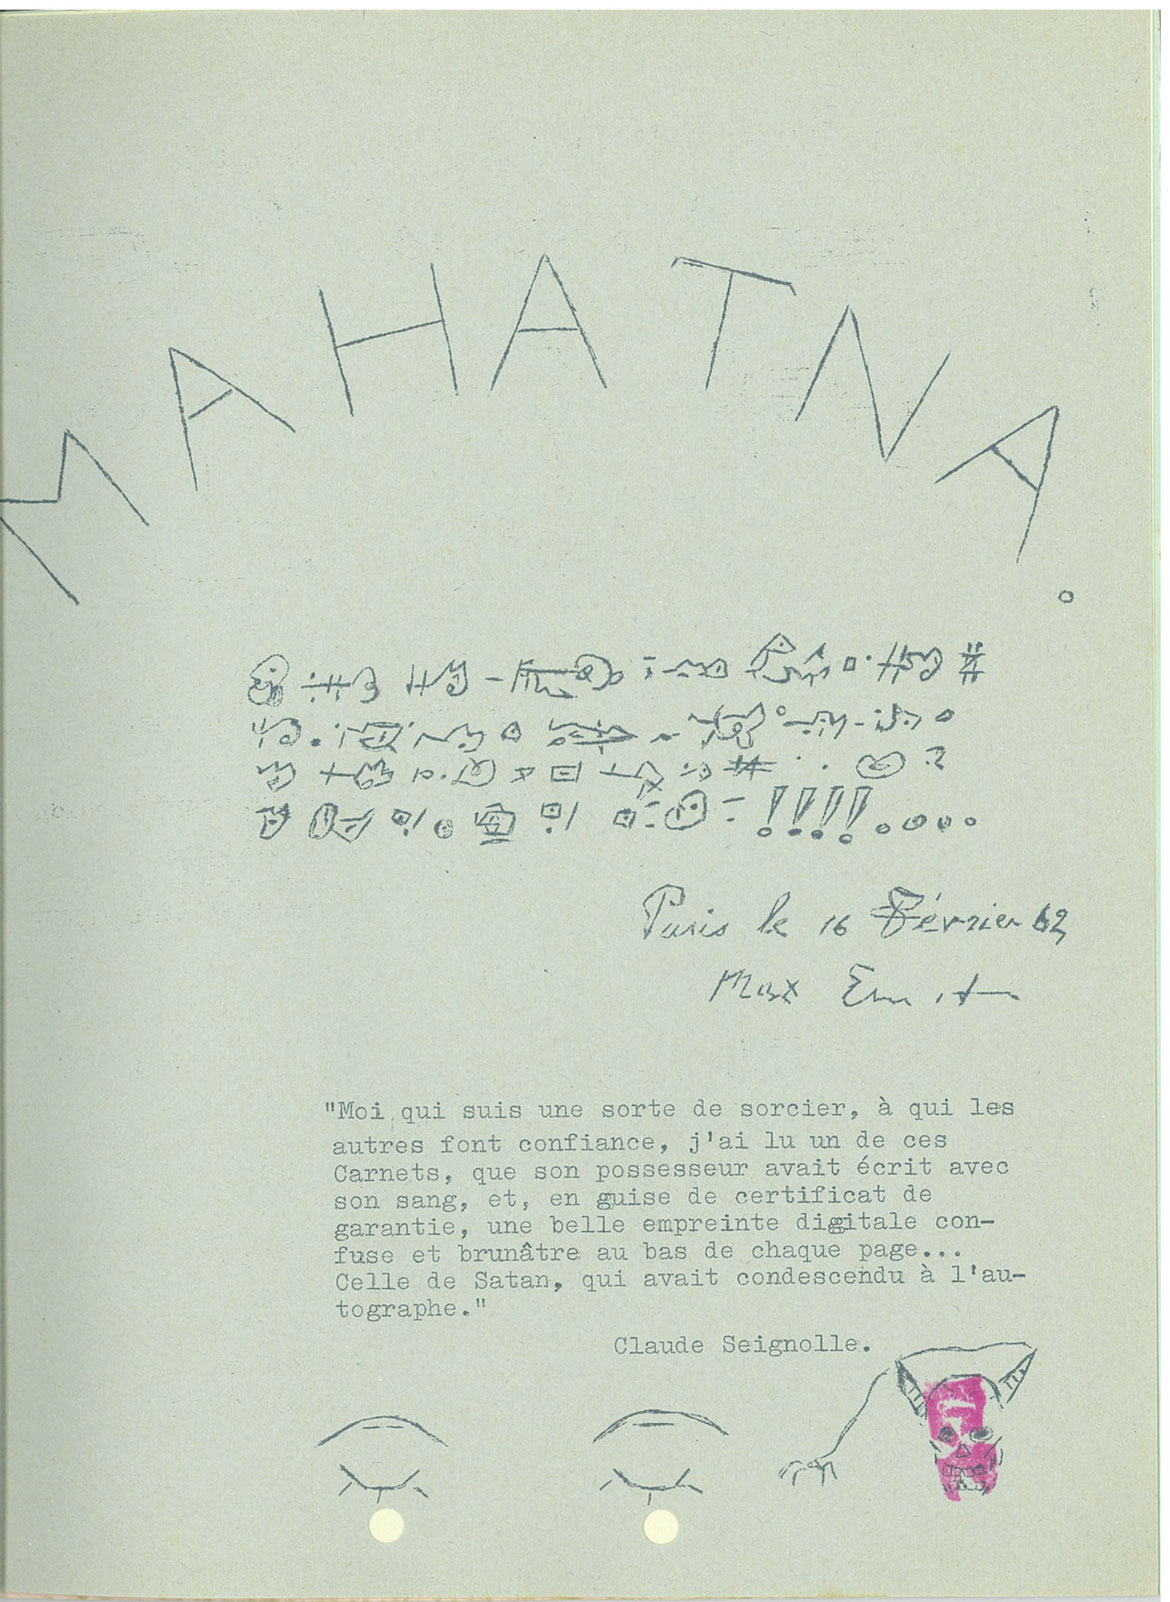 MAHATNA.
Paris le 16 Février 62
Max Ernst
"Moi qui suis une sorte de sorcier, à qui les
autres font confiance, j'ai lu un de ces
Carnets, que son possesseur avait écrit avec
son sang, et, en guise de certificat de
garantie, une belle empreinte digitale con-
fuse et brunâtre au bas de chaque page...
Celle de Satan, qui avait condescendu à l'au-
tographe."
Claude Seignolle.